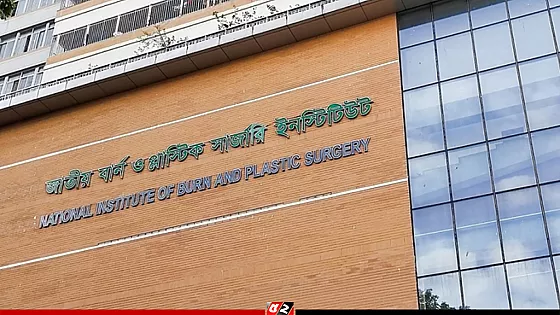 জাতীয় বার্ন ও প্লাস্টিক সার্জারি ইনস্টিটিউট
NATIONAL INSTITUTE OF BURN AND PLASTIC SURGERY